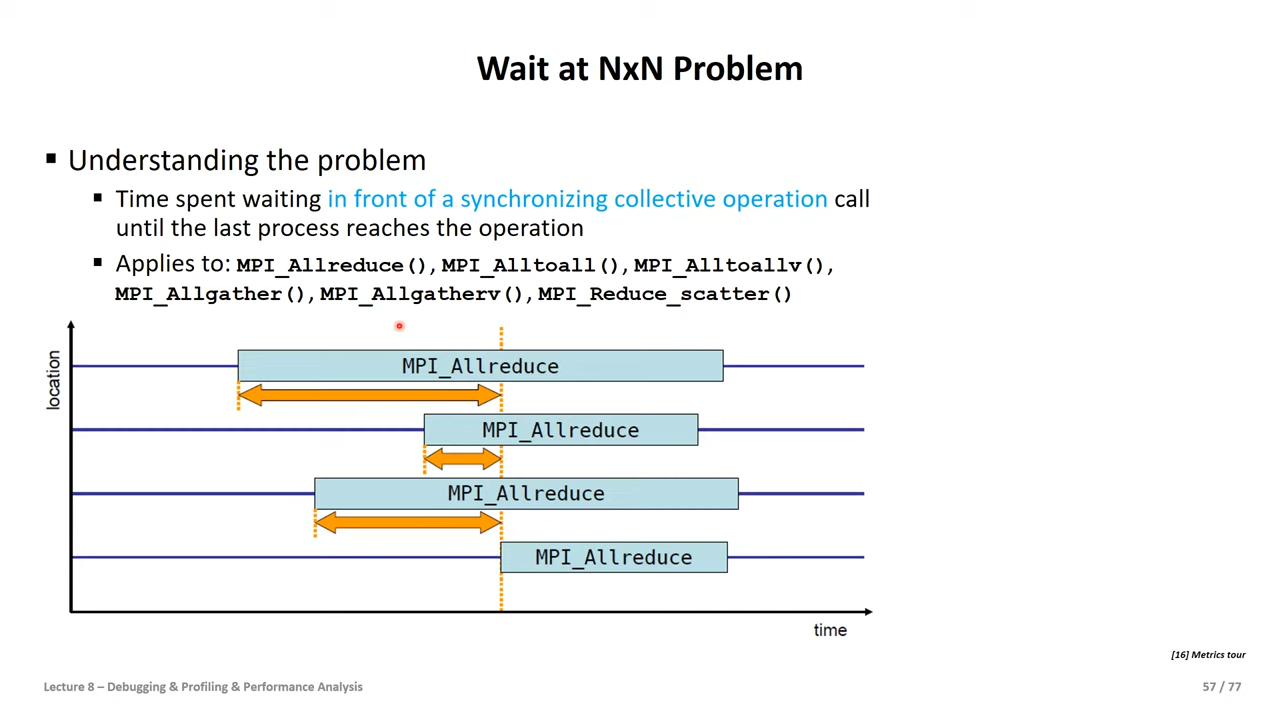 Wait at NxN Problem
▪ Understanding the problem
▪ Time spent waiting in front of a synchronizing collective operation call
until the last process reaches the operation
▪ Applies to: MPI_Allreduce(), MPI_Alltoall(), MPI_Alltoallv(),
MPI_Allgather(), MPI_Allgatherv(), MPI_Reduce_scatter()
location
MPI_Allreduce
MPI_Allreduce
MPI_Allreduce
MPI_Allreduce
time
[16] Metrics tour
Lecture 8 – Debugging & Profiling & Performance Analysis
57 / 77